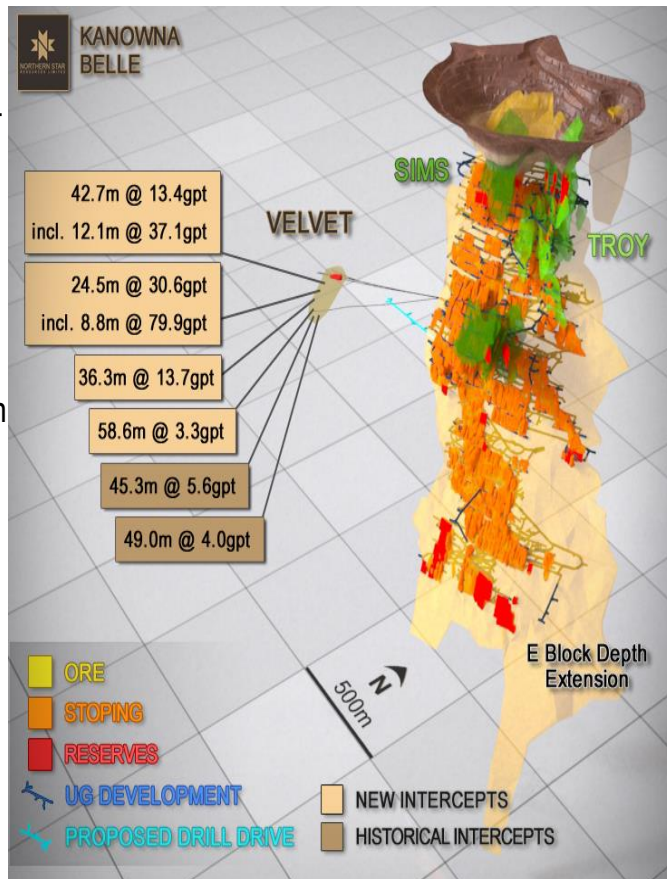 KANOWNA
BELLE
NORTHERN STAR
RESOURCES LIMITED
SIMS
TROY
VELVET
42.7m @ 13.4gpt
incl. 12.1m @ 37.1gpt
24.5m @ 30.6gpt
incl. 8.8m @ 79.9gpt
36.3m @ 13.7gpt
58.6m @ 3.3gpt
45.3m @ 5.6gpt
49.0m @ 4.0gpt
E Block Depth
Extension
N
500m
ORE
STOPING
RESERVES
UG DEVELOPMENT
PROPOSED DRILL DRIVE
NEW INTERCEPTS
HISTORICAL INTERCEPTS